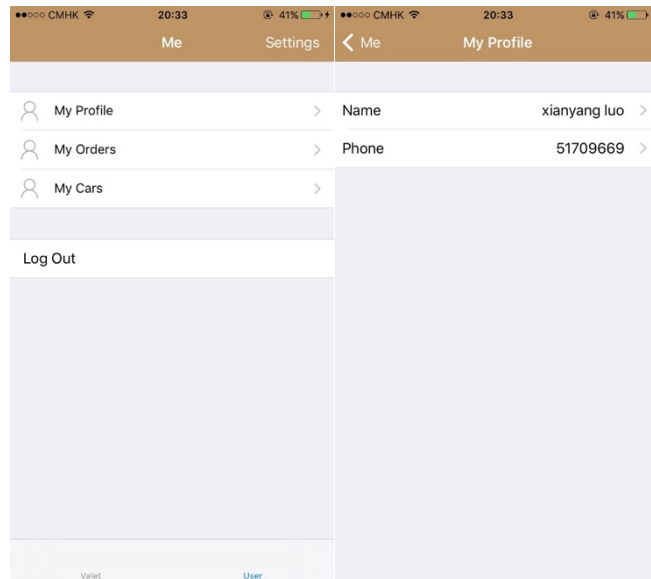 CMHK 20:33 41%
Me Settings
My Profile
My Orders
My Cars
Log Out
Valet User
CMHK 20:33 41%
Me My Profile
Name xianyang luo
Phone 51709669